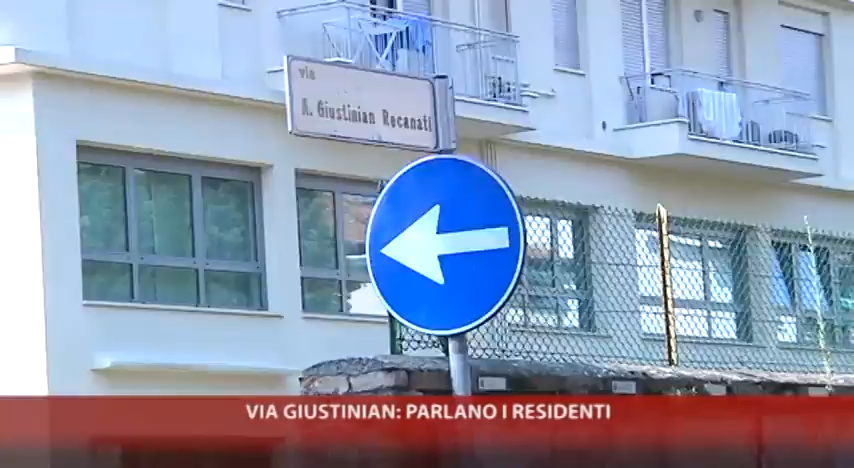 via
A. Giustinian Recanati
VIA GIUSTINIAN: PARLANO I RESIDENTI